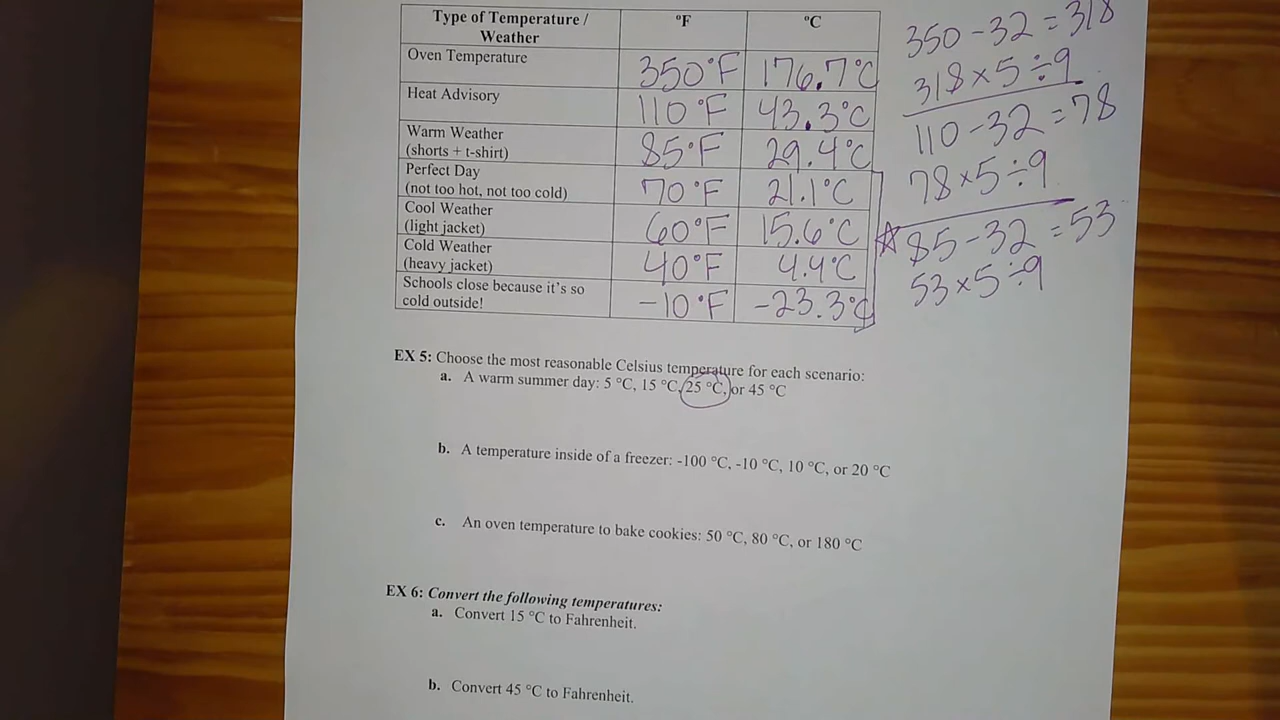 Type of Temperature / Weather °F °C
Oven Temperature 350°F 176.7°C
Heat Advisory 110°F 43.3°C
Warm Weather (shorts + t-shirt) 85°F 29.4°C
Perfect Day (not too hot, not too cold) 70°F 21.1°C
Cool Weather (light jacket) 60°F 15.6°C
Cold Weather (heavy jacket) 40°F 4.4°C
Schools close because it's so cold outside! -10°F -23.3°C
350-32=318
318×5÷9
110-32=78
78×5÷9
85-32=53
53×5÷9
EX 5: Choose the most reasonable Celsius temperature for each scenario:
a. A warm summer day: 5 °C, 15 °C, 25 °C, or 45 °C
b. A temperature inside of a freezer: -100 °C, -10 °C, 10 °C, or 20 °C
c. An oven temperature to bake cookies: 50 °C, 80 °C, or 180 °C
EX 6: Convert the following temperatures:
a. Convert 15 °C to Fahrenheit.
b. Convert 45 °C to Fahrenheit.